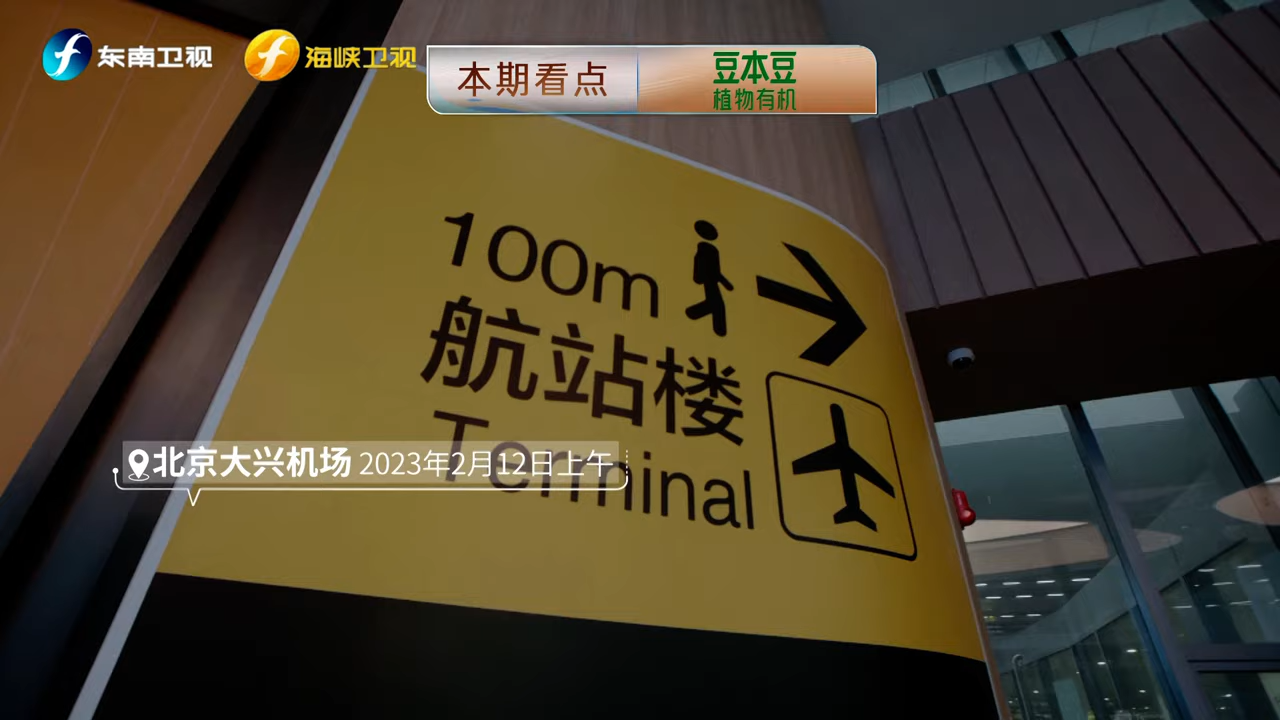 东南卫视 海峡卫视
本期看点
豆本豆
植物有机
100m
航站楼
Terminal
北京大兴机场 2023年2月12日上午